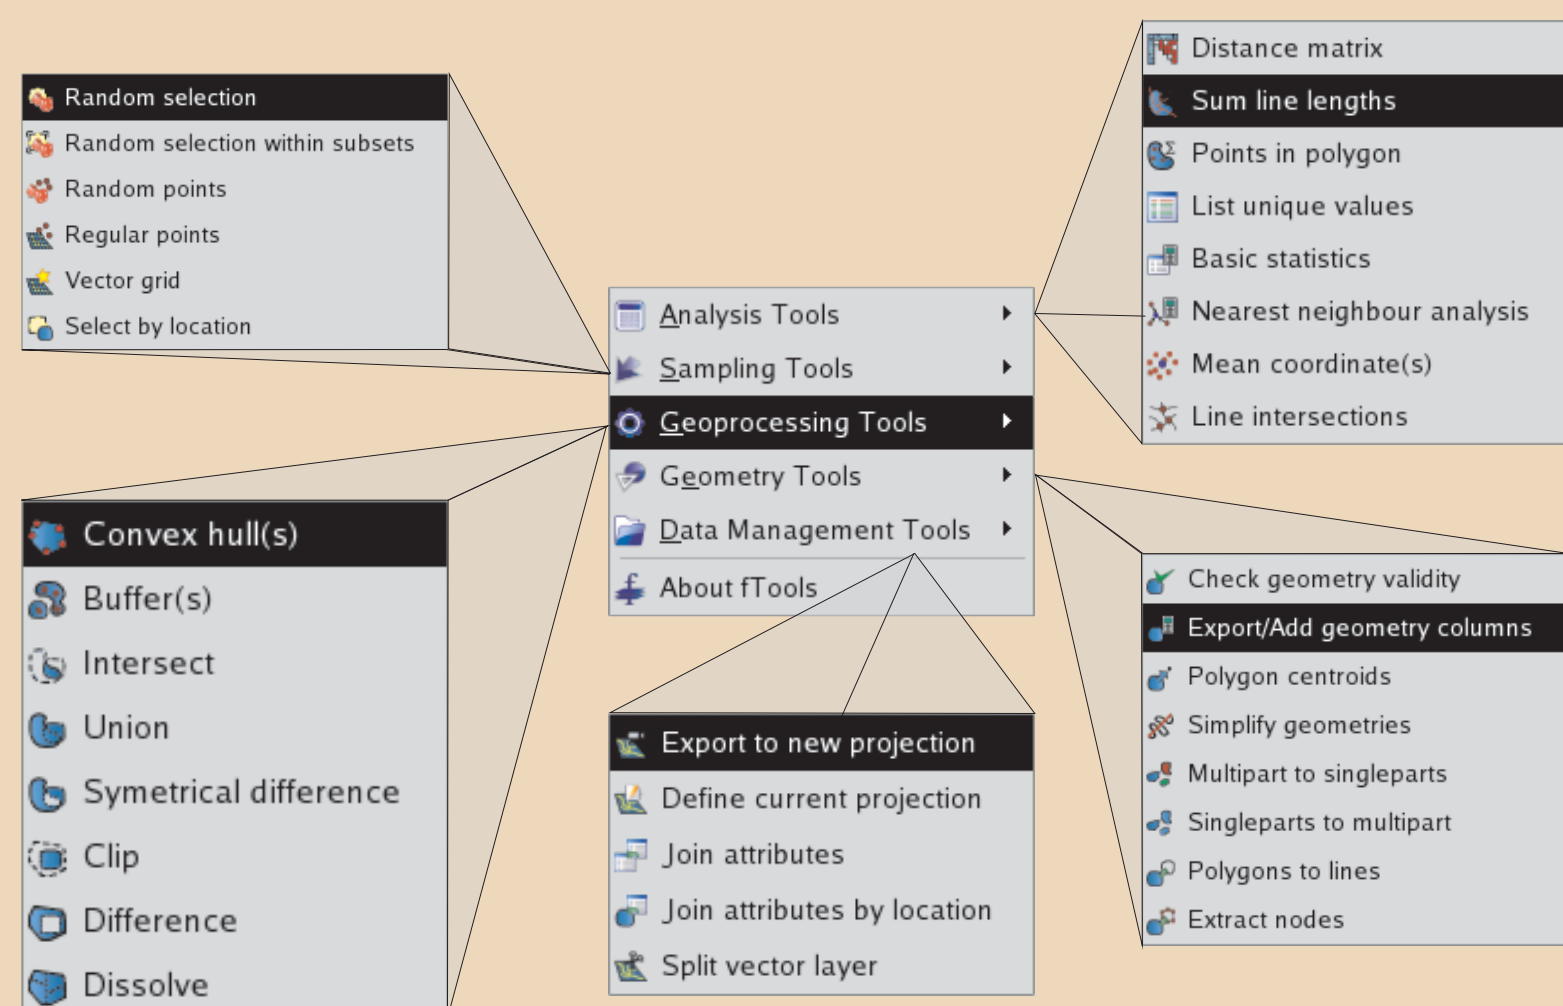 Random selection
Random selection within subsets
Random points
Regular points
Vector grid
Select by location
Convex hull(s)
Buffer(s)
Intersect
Union
Symetrical difference
Clip
Difference
Dissolve
Analysis Tools
Sampling Tools
Geoprocessing Tools
Geometry Tools
Data Management Tools
About fTools
Export to new projection
Define current projection
Join attributes
Join attributes by location
Split vector layer
Distance matrix
Sum line lengths
Points in polygon
List unique values
Basic statistics
Nearest neighbour analysis
Mean coordinate(s)
Line intersections
Check geometry validity
Export/Add geometry columns
Polygon centroids
Simplify geometries
Multipart to singleparts
Singleparts to multipart
Polygons to lines
Extract nodes